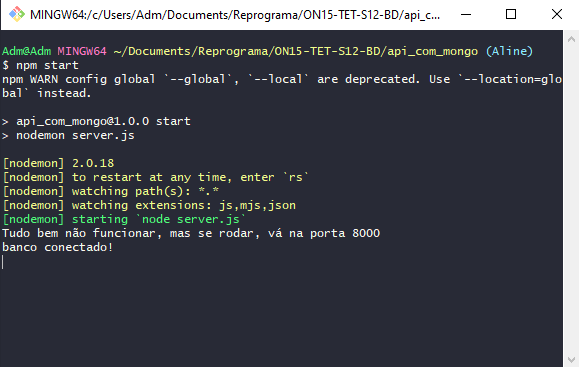 MINGW64:/c/Users/Adm/Documents/Reprograma/ON15-TET-S12-BD/api_c...
Adm@Adm MINGW64 ~/Documents/Reprograma/ON15-TET-S12-BD/api_com_mongo (Aline)
$ npm start
npm WARN config global `--global`, `--local` are deprecated. Use `--location=glo
bal` instead.
> api_com_mongo@1.0.0 start
> nodemon server.js
[nodemon] 2.0.18
[nodemon] to restart at any time, enter `rs`
[nodemon] watching path(s): *.*
[nodemon] watching extensions: js,mjs,json
[nodemon] starting `node server.js`
Tudo bem não funcionar, mas se rodar, vá na porta 8000
banco conectado!